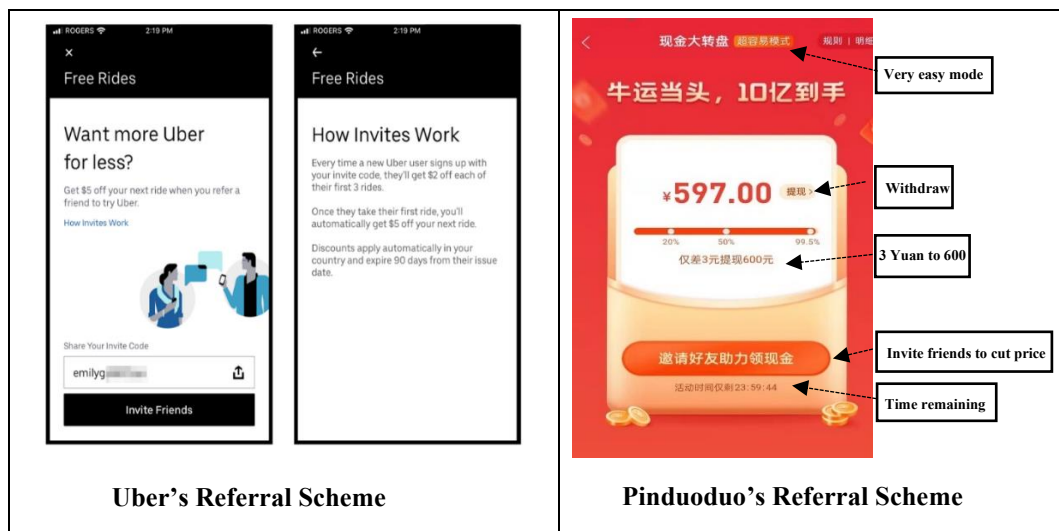 ROGERS
2:19 PM
×
Free Rides
Want more Uber
for less?
Get $5 off your next ride when you refer a
friend to try Uber.
How Invites Work
Share Your Invite Code
emilyg
Invite Friends
ROGERS
2:19 PM
←
Free Rides
How Invites Work
Every time a new Uber user signs up with
your invite code, they'll get $2 off each of
their first 3 rides.
Once they take their first ride, you'll
automatically get $5 off your next ride.
Discounts apply automatically in your
country and expire 90 days from their issue
date.
Uber's Referral Scheme
现金大转盘 超容易模式 规则 | 明细
牛运当头，10亿到手
¥597.00 提现 >
20% 50% 99.5%
仅差3元提现600元
邀请好友助力领现金
活动时间仅剩23:59:44
Very easy mode
Withdraw
3 Yuan to 600
Invite friends to cut price
Time remaining
Pinduoduo's Referral Scheme